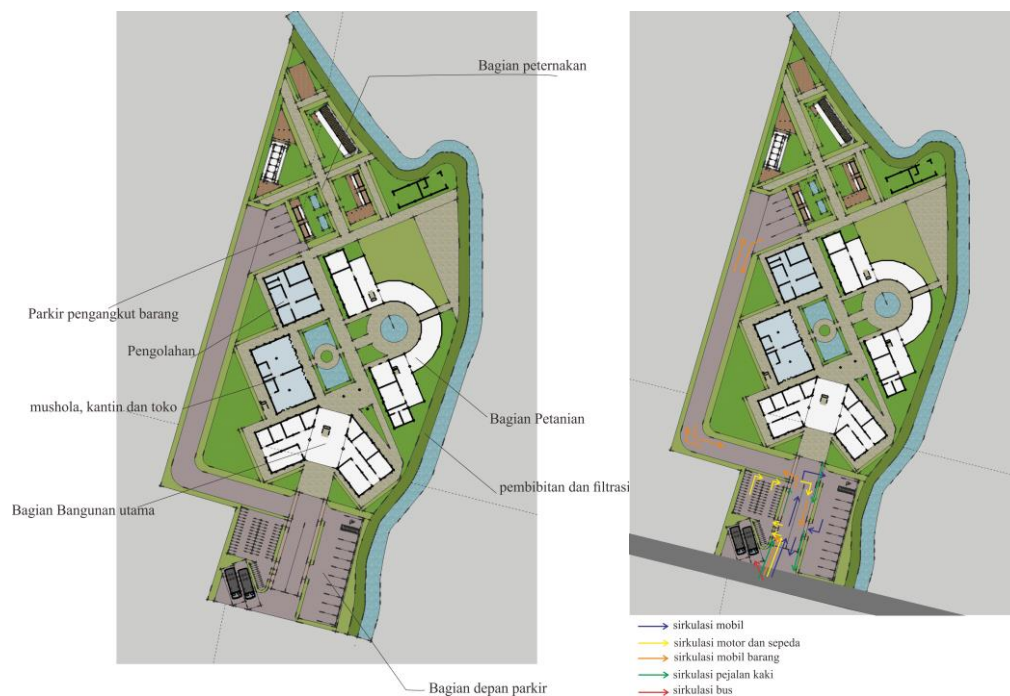 Bagian peternakan
Parkir pengangkut barang
Pengolahan
mushola, kantin dan toko
Bagian Petanian
pembibitan dan filtrasi
Bagian Bangunan utama
Bagian depan parkir
sirkulasi mobil
sirkulasi motor dan sepeda
sirkulasi mobil barang
sirkulasi pejalan kaki
sirkulasi bus